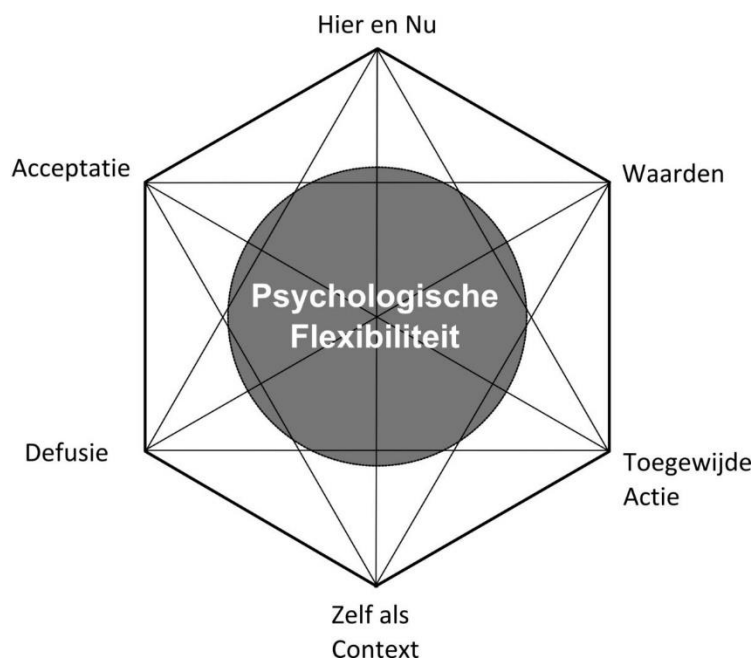 Hier en Nu
Acceptatie
Waarden
Psychologische
Flexibiliteit
Defusie
Toegewijde
Actie
Zelf als
Context